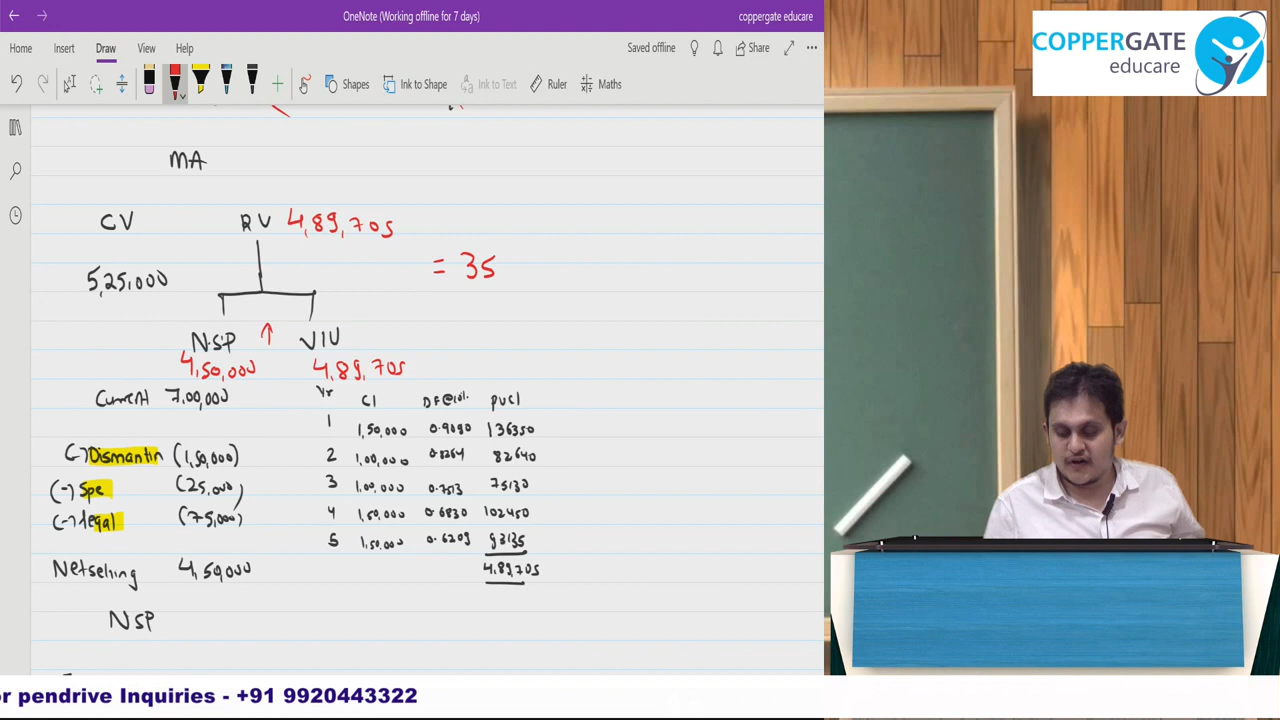 OneNote (Working offline for 7 days)
coppergate educare
Home Insert Draw View Help
Saved offline Share
Shapes Ink to Shape Ink to Text Ruler Maths
COPPERGATE
educare
MA
CV RV 4,89,705
5,25,000 = 35
NSP ↑ VIU
4,50,000 4,89,705
Current 7,00,000
Yr CI DF@10% PVCI
1 1,50,000 0.9090 136350
(-) Dismantin (1,50,000) 2 1,00,000 0.8264 82640
(-) Spe (25,000) 3 1,00,000 0.7513 75130
(-) legal (75,000) 4 1,50,000 0.6830 102450
5 1,50,000 0.6209 93135
Netselling 4,50,000 4,89,705
NSP
or pendrive Inquiries - +91 9920443322